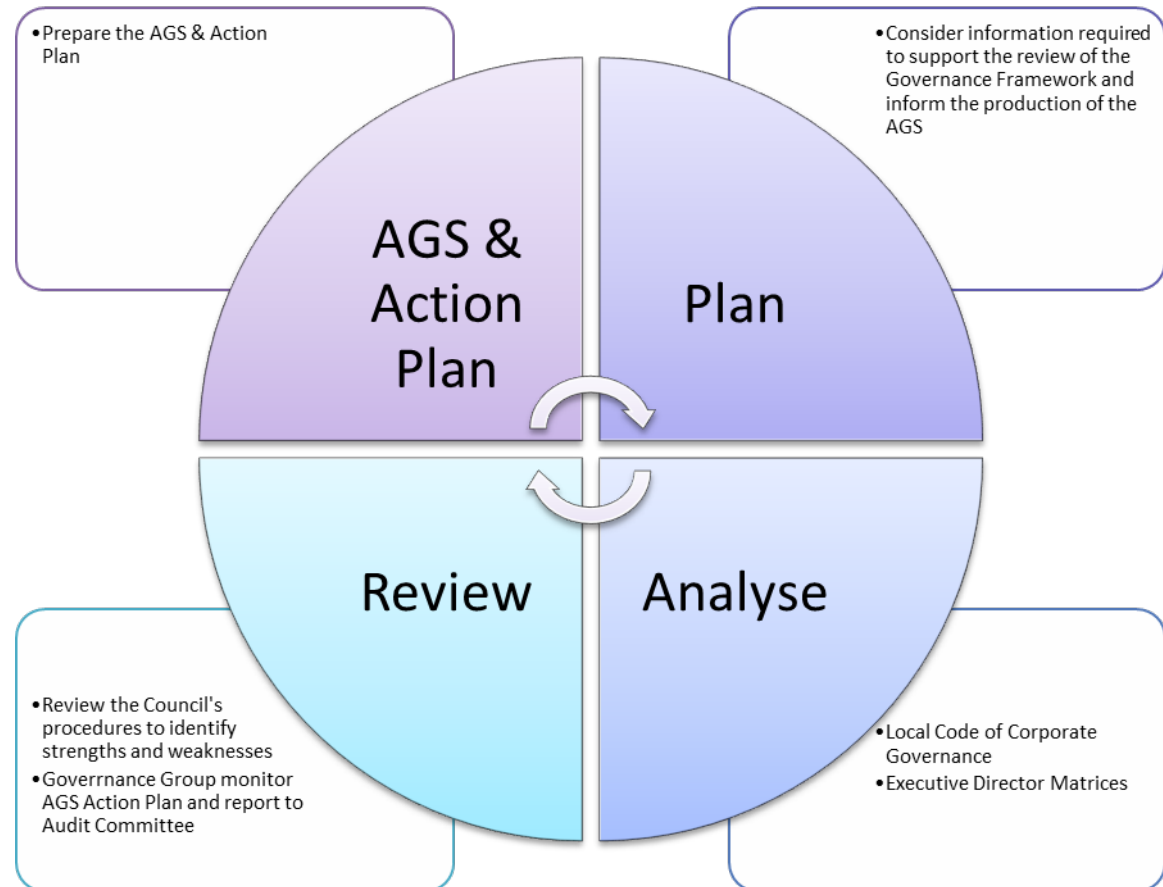 •Prepare the AGS & Action
Plan
•Consider information required
to support the review of the
Governance Framework and
inform the production of the
AGS
AGS &
Action
Plan
Plan
Review
Analyse
•Review the Council's
procedures to identify
strengths and weaknesses
•Goverrnance Group monitor
AGS Action Plan and report to
Audit Committee
•Local Code of Corporate
Governance
•Executive Director Matrices